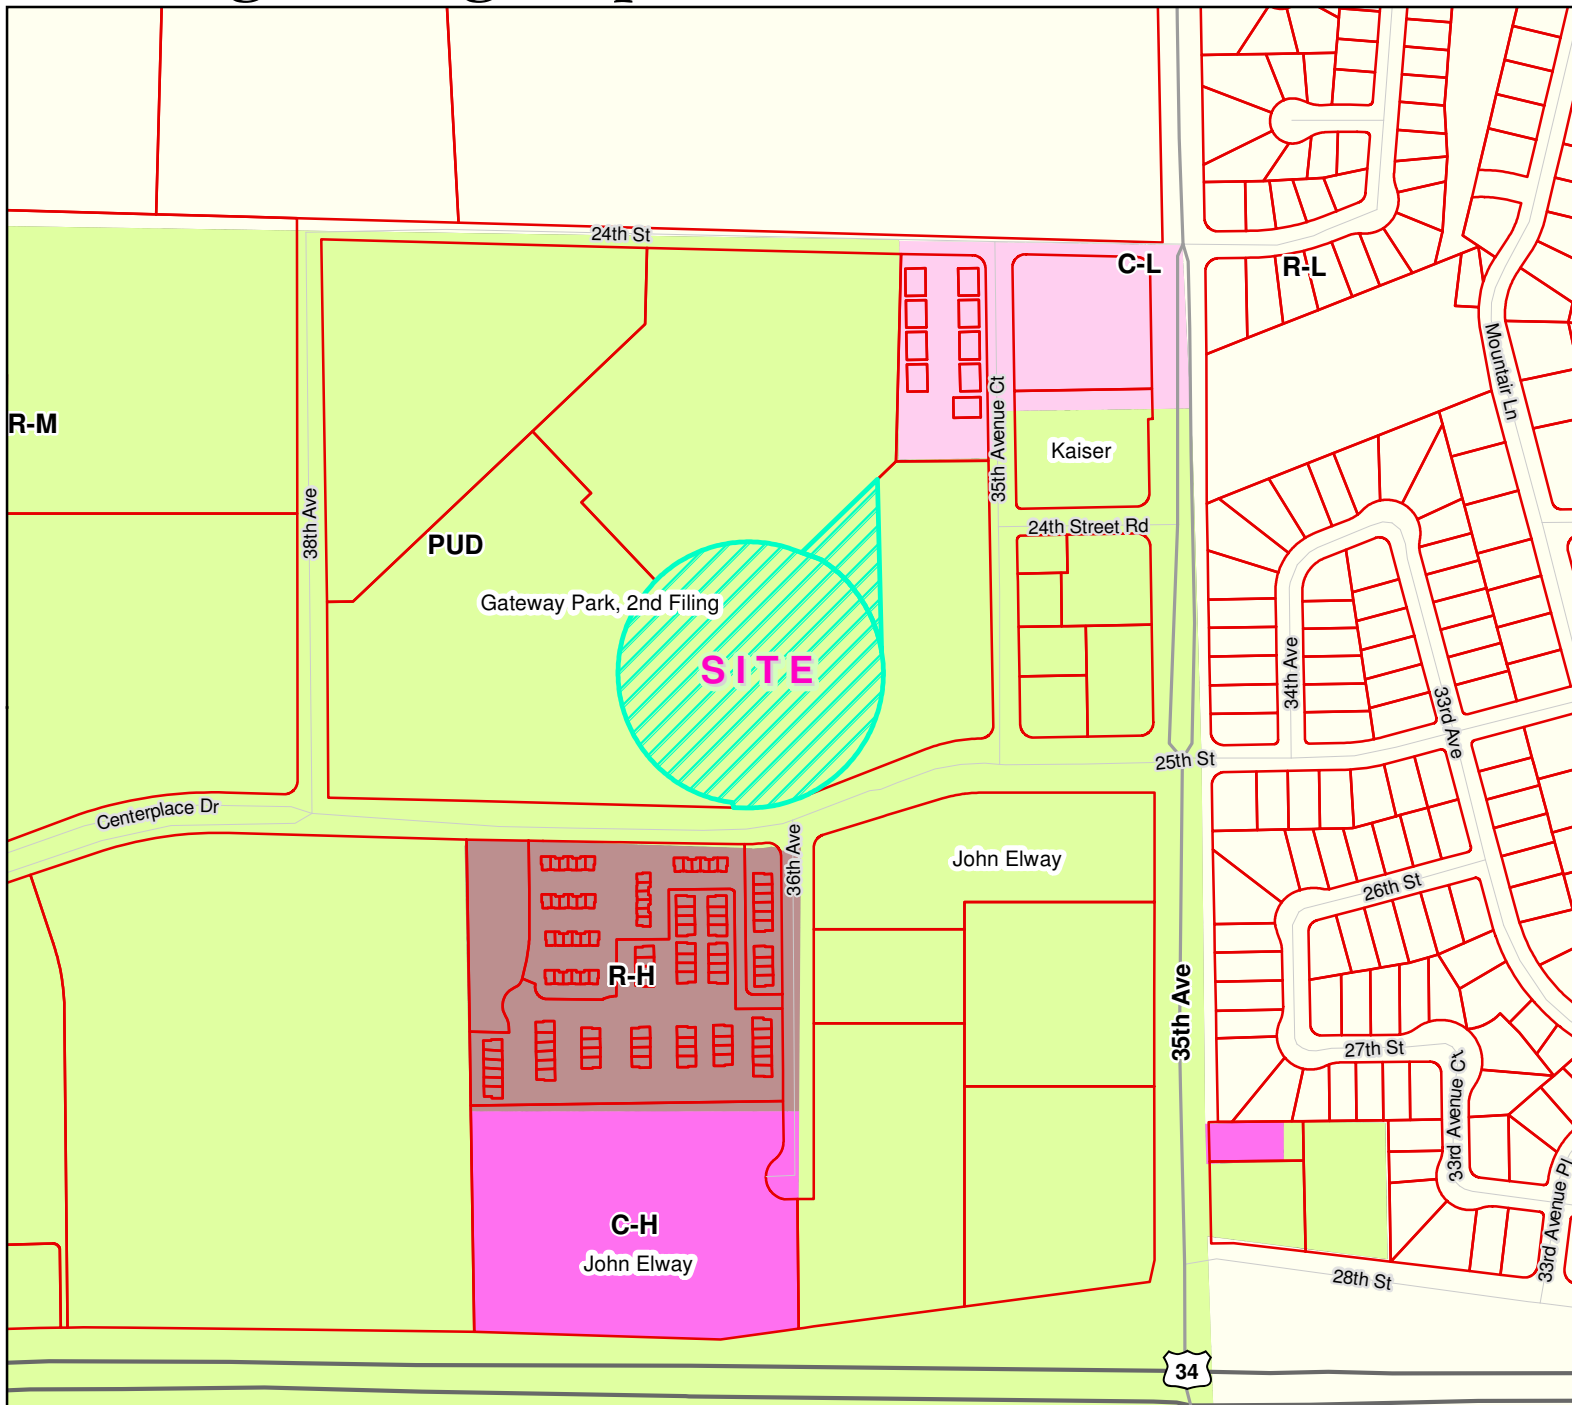 24th St
C-L
R-L
Mountair Ln
R-M
35th Avenue Ct
Kaiser
38th Ave
24th Street Rd
PUD
Gateway Park, 2nd Filing
SITE
34th Ave
33rd Ave
25th St
Centerplace Dr
36th Ave
John Elway
26th St
R-H
35th Ave
27th St
33rd Avenue Ct
C-H
John Elway
33rd Avenue Pl
28th St
34